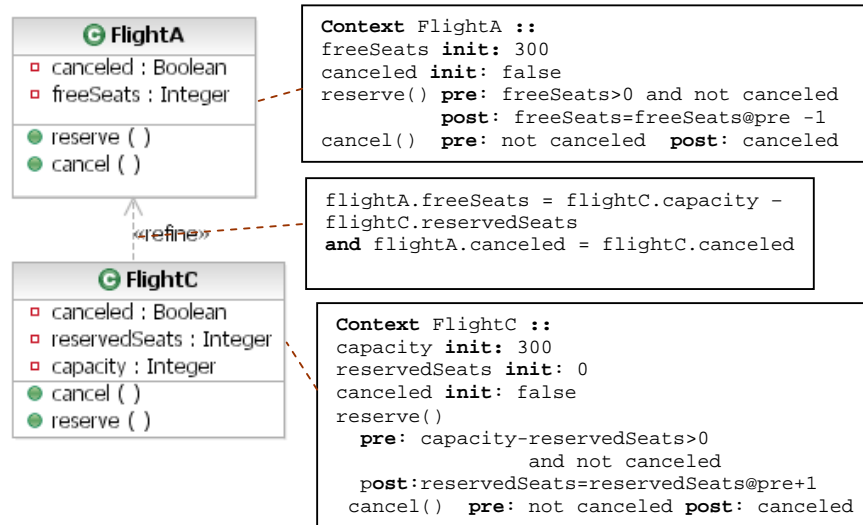 FlightA
canceled : Boolean
freeSeats : Integer
reserve ( )
cancel ( )
Context FlightA ::
freeSeats init: 300
canceled init: false
reserve() pre: freeSeats>0 and not canceled
post: freeSeats=freeSeats@pre -1
cancel() pre: not canceled post: canceled
«refine»
flightA.freeSeats = flightC.capacity –
flightC.reservedSeats
and flightA.canceled = flightC.canceled
FlightC
canceled : Boolean
reservedSeats : Integer
capacity : Integer
cancel ( )
reserve ( )
Context FlightC ::
capacity init: 300
reservedSeats init: 0
canceled init: false
reserve()
pre: capacity-reservedSeats>0
and not canceled
post:reservedSeats=reservedSeats@pre+1
cancel() pre: not canceled post: canceled